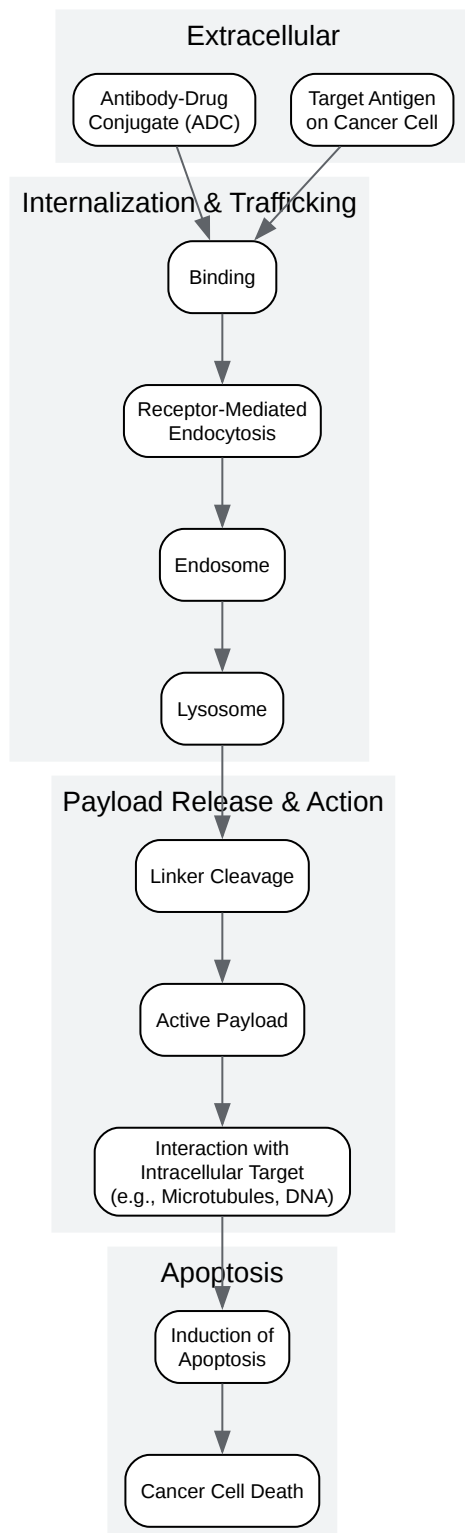 Extracellular
Antibody-Drug
Conjugate (ADC)
Target Antigen
on Cancer Cell
Internalization & Trafficking
Binding
Receptor-Mediated
Endocytosis
Endosome
Lysosome
Payload Release & Action
Linker Cleavage
Active Payload
Interaction with
Intracellular Target
(e.g., Microtubules, DNA)
Apoptosis
Induction of
Apoptosis
Cancer Cell Death